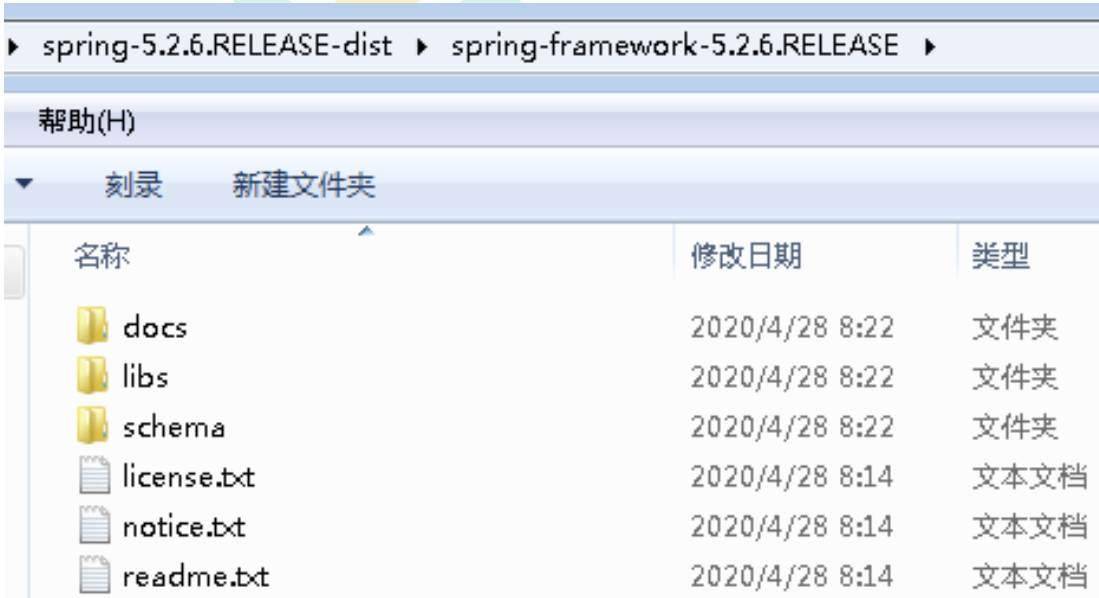 spring-5.2.6.RELEASE-dist spring-framework-5.2.6.RELEASE
帮助(H)
刻录 新建文件夹
名称 修改日期 类型
docs 2020/4/28 8:22 文件夹
libs 2020/4/28 8:22 文件夹
schema 2020/4/28 8:22 文件夹
license.txt 2020/4/28 8:14 文本文档
notice.txt 2020/4/28 8:14 文本文档
readme.txt 2020/4/28 8:14 文本文档